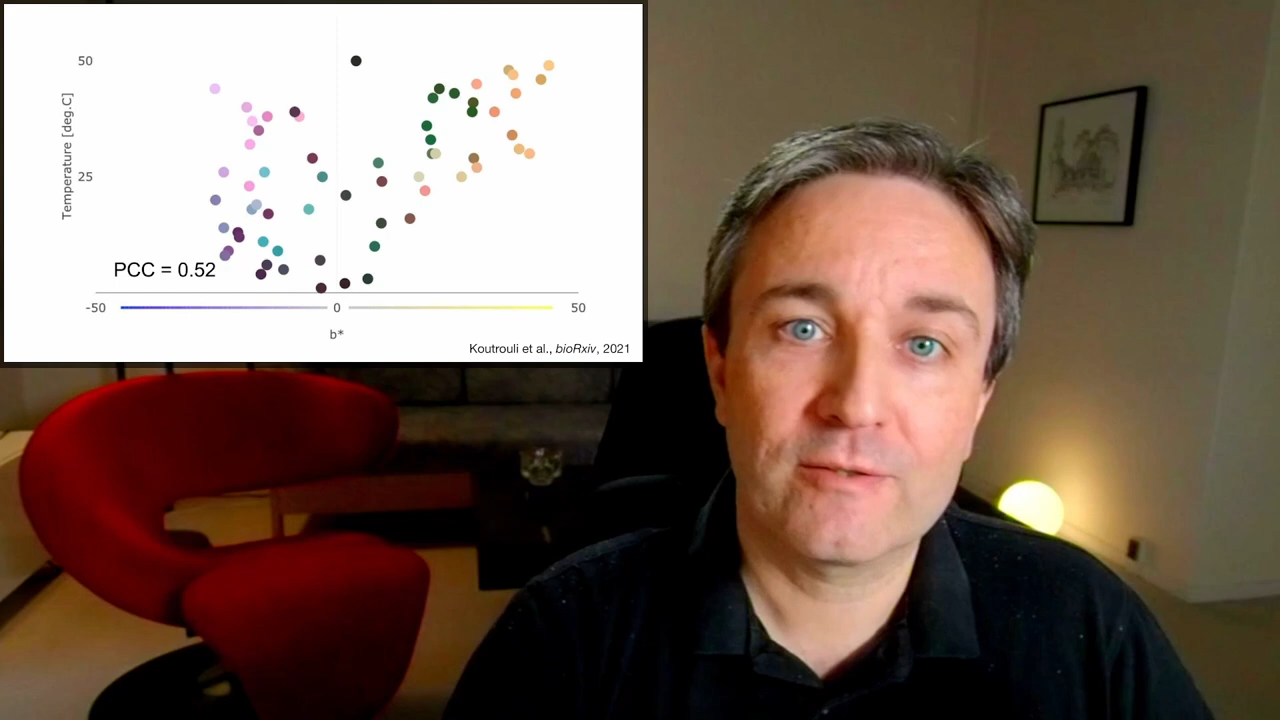 50
Temperature [deg.C]
25
PCC = 0.52
-50
0
50
b*
Koutrouli et al., bioRxiv, 2021